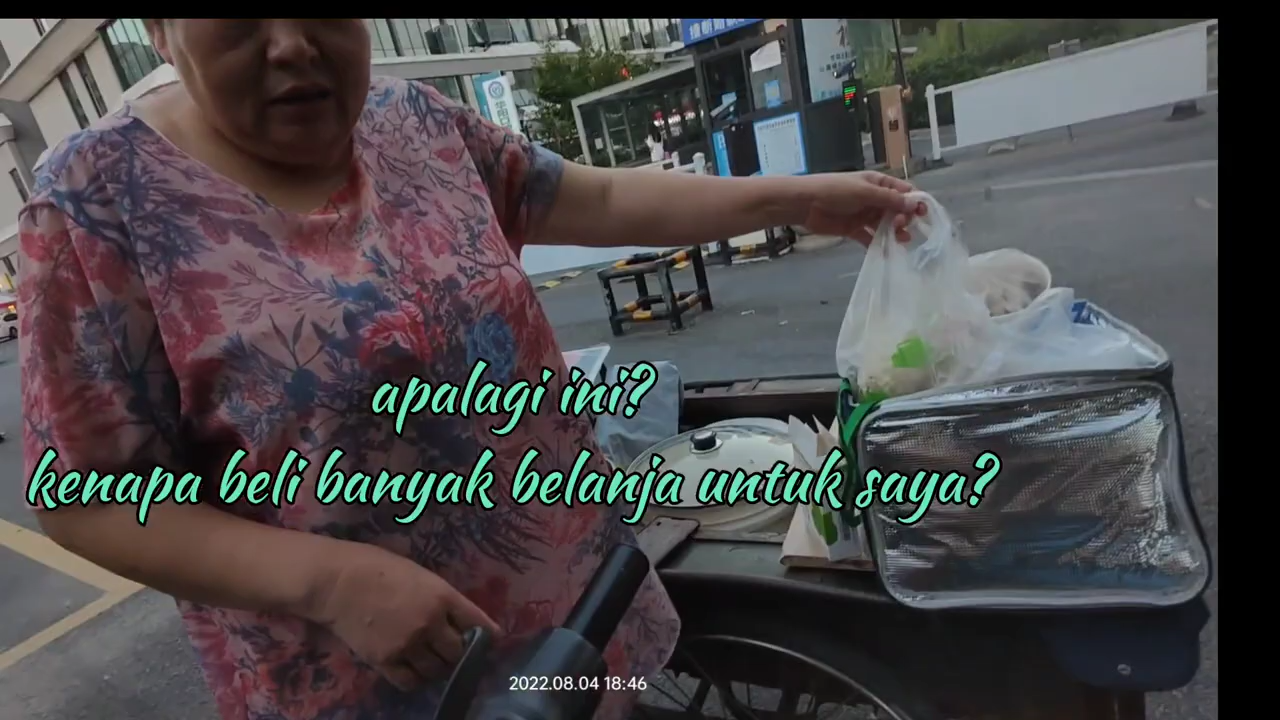 apalagi ini?
kenapa beli banyak belanja untuk saya?
2022.08.04 18:46